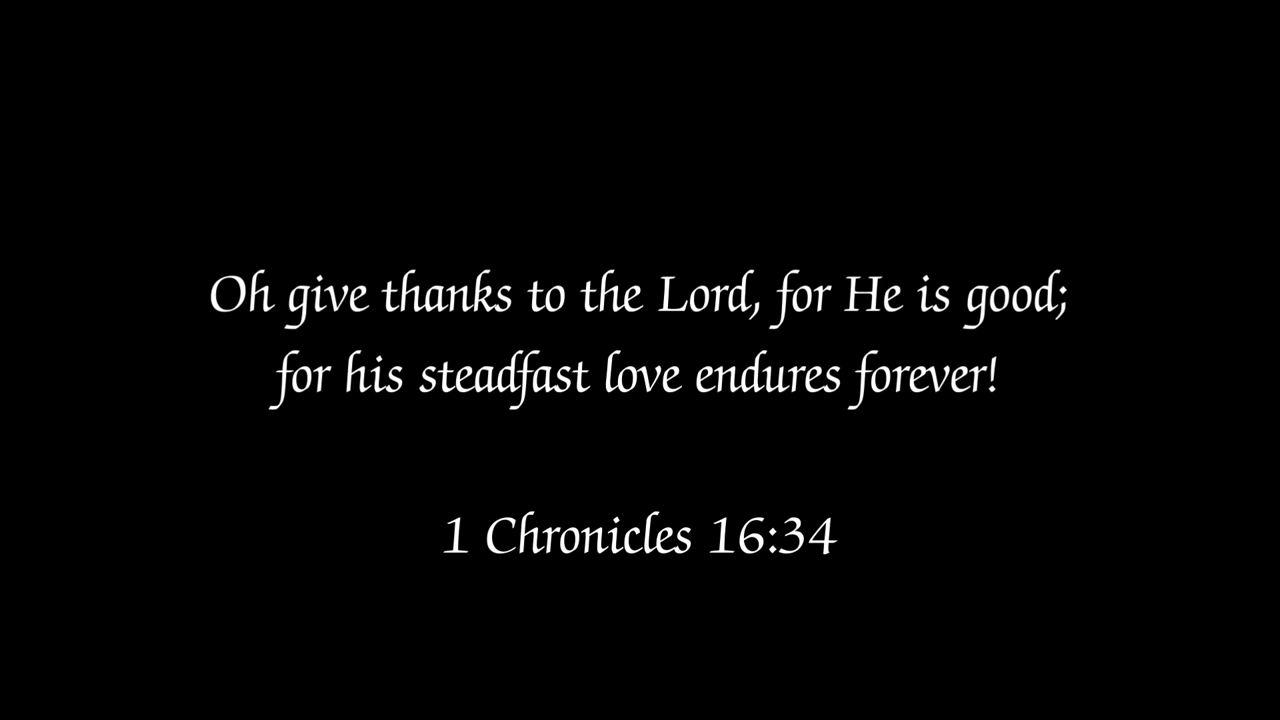 Oh give thanks to the Lord, for He is good;
for his steadfast love endures forever!
1 Chronicles 16:34